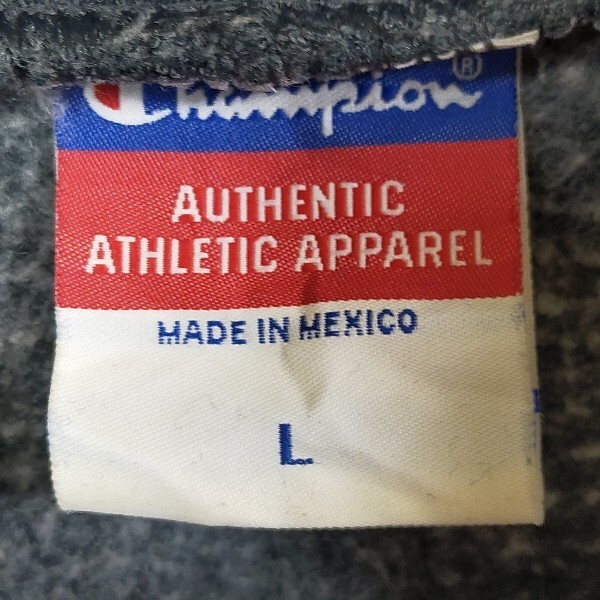 Champion®
AUTHENTIC
ATHLETIC APPAREL
MADE IN MEXICO
L